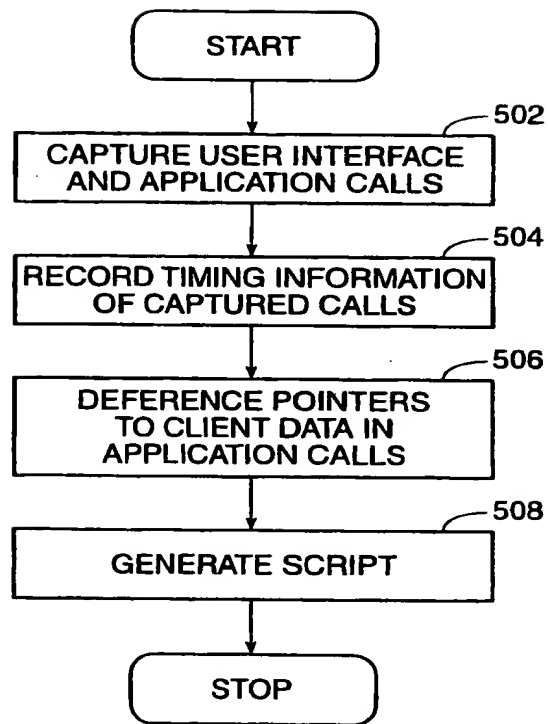 START
502
CAPTURE USER INTERFACE
AND APPLICATION CALLS
504
RECORD TIMING INFORMATION
OF CAPTURED CALLS
506
DEFERENCE POINTERS
TO CLIENT DATA IN
APPLICATION CALLS
508
GENERATE SCRIPT
STOP